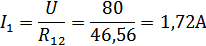 I₁ = U/R₁₂ = 80/46,56 = 1,72A